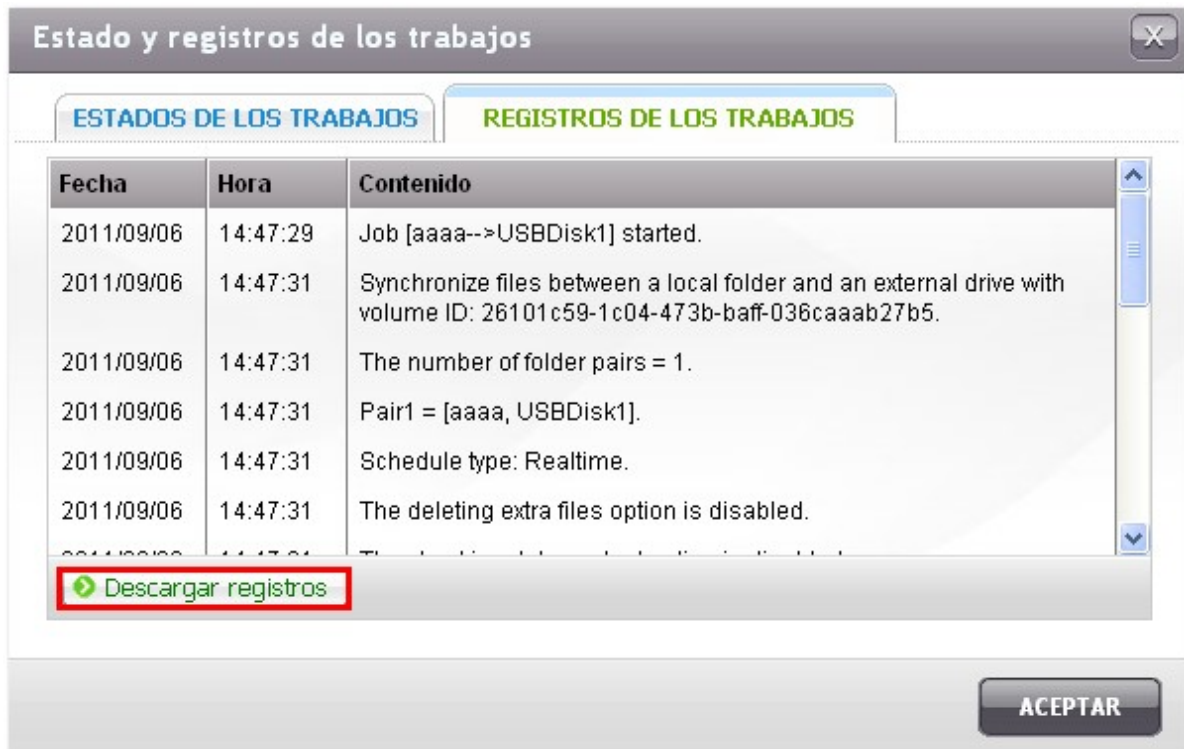 Estado y registros de los trabajos
X
ESTADOS DE LOS TRABAJOS REGISTROS DE LOS TRABAJOS
Fecha Hora Contenido
2011/09/06 14:47:29 Job [aaaa-->USBDisk1] started.
2011/09/06 14:47:31 Synchronize files between a local folder and an external drive with
volume ID: 26101c59-1c04-473b-baff-036caaab27b5.
2011/09/06 14:47:31 The number of folder pairs = 1.
2011/09/06 14:47:31 Pair1 = [aaaa, USBDisk1].
2011/09/06 14:47:31 Schedule type: Realtime.
2011/09/06 14:47:31 The deleting extra files option is disabled.
Descargar registros
ACEPTAR